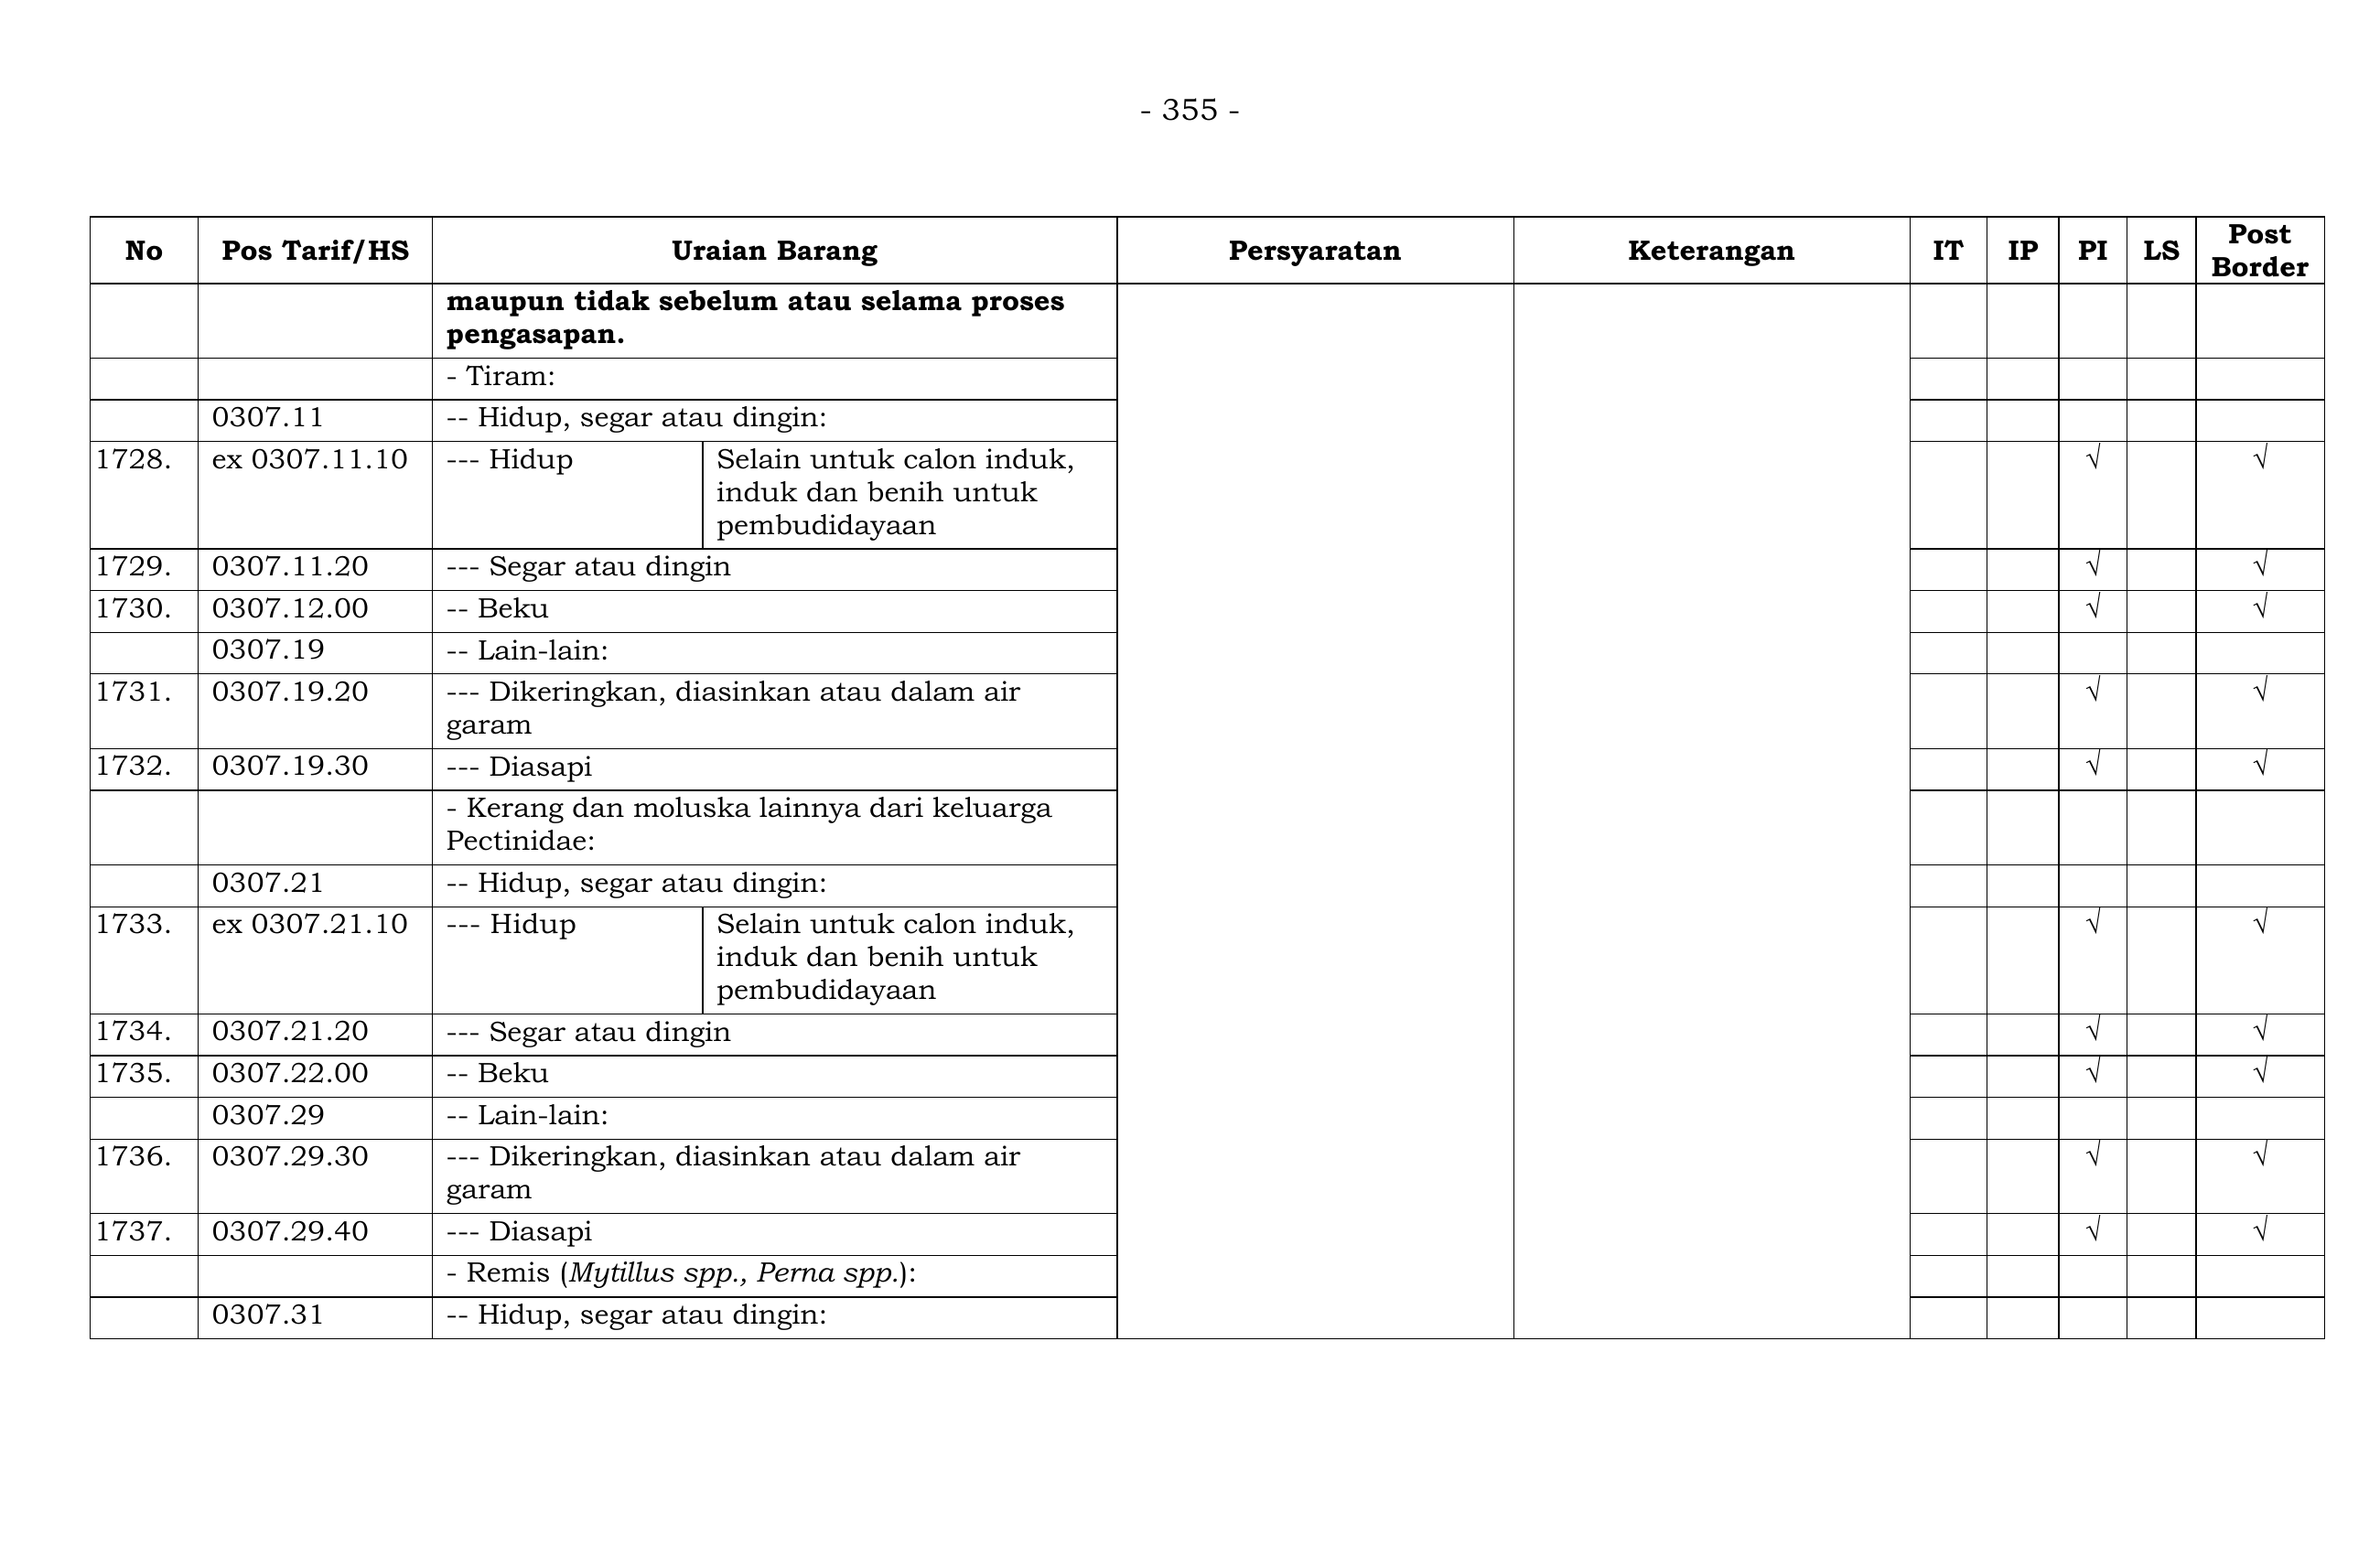 - 355 -
No Pos Tarif/HS Uraian Barang Persyaratan Keterangan IT IP PI LS Post Border
maupun tidak sebelum atau selama proses
pengasapan.
- Tiram:
0307.11 -- Hidup, segar atau dingin:
1728. ex 0307.11.10 --- Hidup Selain untuk calon induk, √ √
induk dan benih untuk
pembudidayaan
1729. 0307.11.20 --- Segar atau dingin √ √
1730. 0307.12.00 -- Beku √ √
0307.19 -- Lain-lain:
1731. 0307.19.20 --- Dikeringkan, diasinkan atau dalam air √ √
garam
1732. 0307.19.30 --- Diasapi √ √
- Kerang dan moluska lainnya dari keluarga
Pectinidae:
0307.21 -- Hidup, segar atau dingin:
1733. ex 0307.21.10 --- Hidup Selain untuk calon induk, √ √
induk dan benih untuk
pembudidayaan
1734. 0307.21.20 --- Segar atau dingin √ √
1735. 0307.22.00 -- Beku √ √
0307.29 -- Lain-lain:
1736. 0307.29.30 --- Dikeringkan, diasinkan atau dalam air √ √
garam
1737. 0307.29.40 --- Diasapi √ √
- Remis (Mytillus spp., Perna spp.):
0307.31 -- Hidup, segar atau dingin: